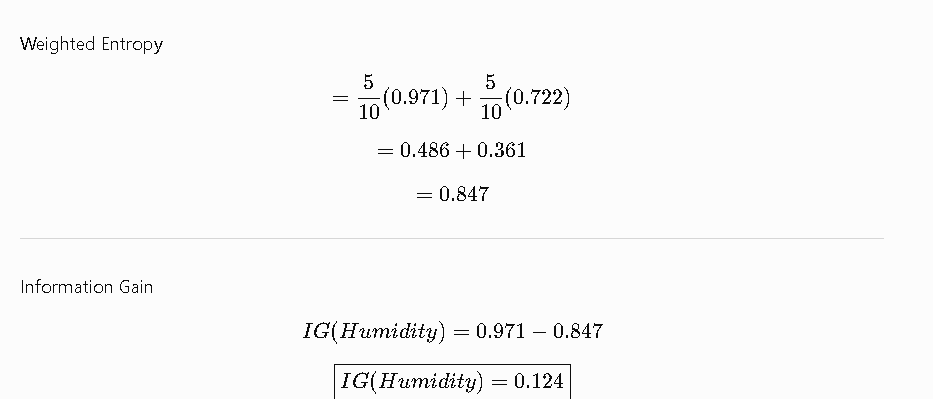 Weighted Entropy
= 5/10 (0.971) + 5/10 (0.722)
= 0.486 + 0.361
= 0.847
Information Gain
IG(Humidity) = 0.971 − 0.847
IG(Humidity) = 0.124